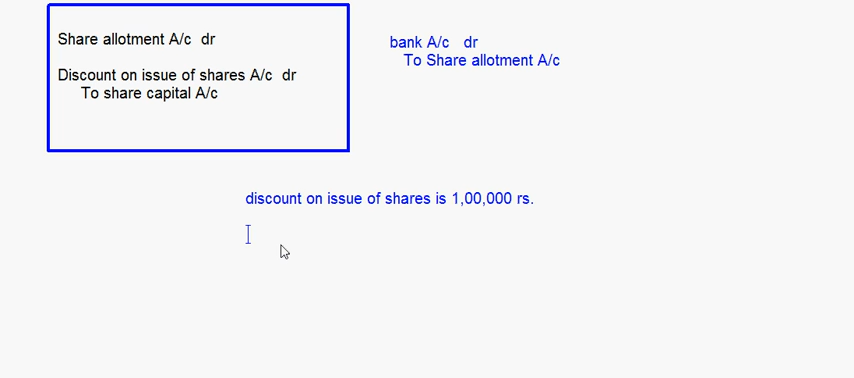 Share allotment A/c dr
Discount on issue of shares A/c dr
To share capital A/c
bank A/c dr
To Share allotment A/c
discount on issue of shares is 1,00,000 rs.